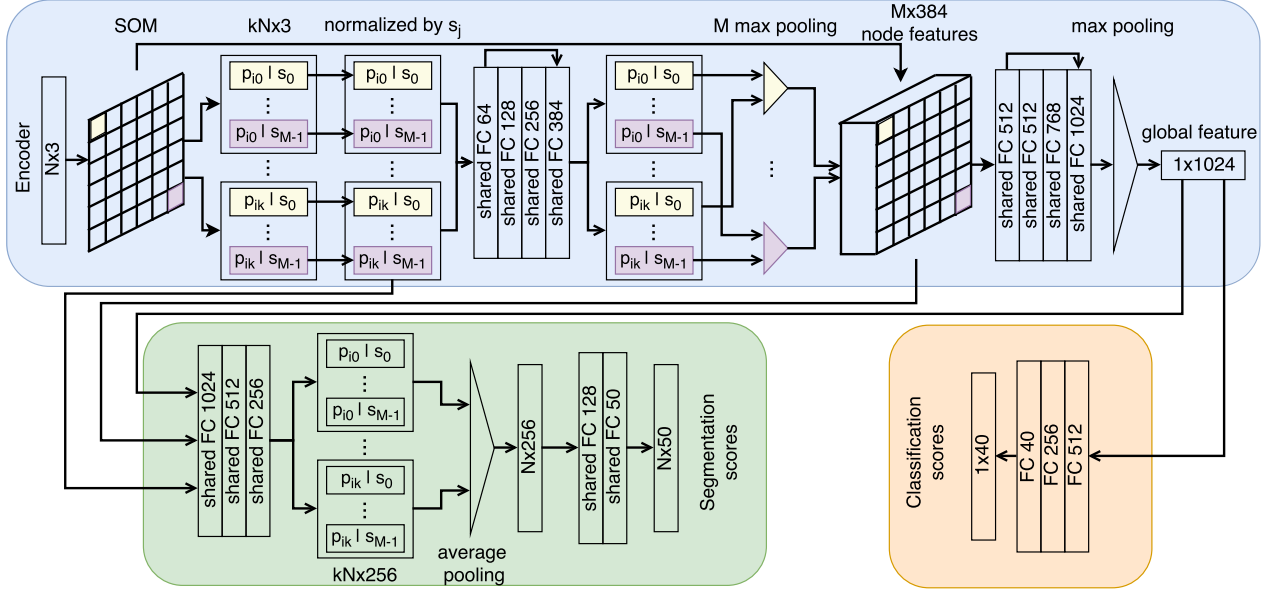 SOM
kNx3
normalized by sj
M max pooling
Mx384
node features
max pooling
Encoder
Nx3
pi0 | s0
⋮
pi0 | sM-1
⋮
pik | s0
⋮
pik | sM-1
pi0 | s0
⋮
pi0 | sM-1
⋮
pik | s0
⋮
pik | sM-1
shared FC 64
shared FC 128
shared FC 256
shared FC 384
pi0 | s0
⋮
pi0 | sM-1
⋮
pik | s0
⋮
pik | sM-1
⋮
shared FC 512
shared FC 512
shared FC 768
shared FC 1024
global feature
1x1024
shared FC 1024
shared FC 512
shared FC 256
pi0 | s0
⋮
pi0 | sM-1
⋮
pik | s0
⋮
pik | sM-1
kNx256
average
pooling
Nx256
shared FC 128
shared FC 50
Nx50
Segmentation
scores
Classification
scores
1x40
FC 40
FC 256
FC 512